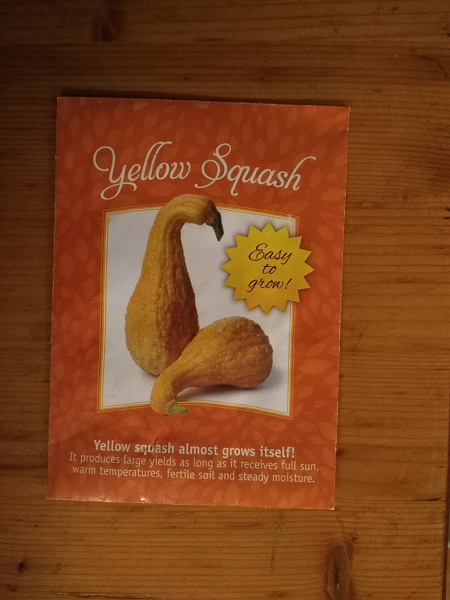 Yellow Squash
Easy
to
grow!
Yellow squash almost grows itself!
It produces large yields as long as it receives full sun,
warm temperatures, fertile soil and steady moisture.